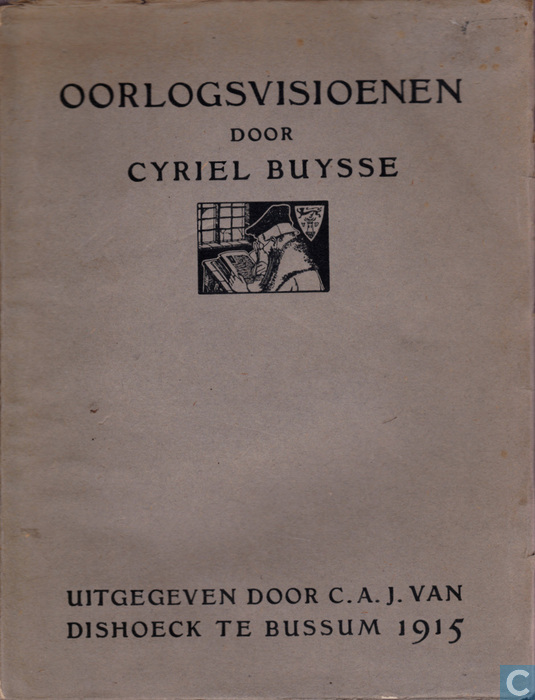 OORLOGSVISIOENEN
DOOR
CYRIEL BUYSSE
UITGEGEVEN DOOR C. A. J. VAN
DISHOECK TE BUSSUM 1915
C